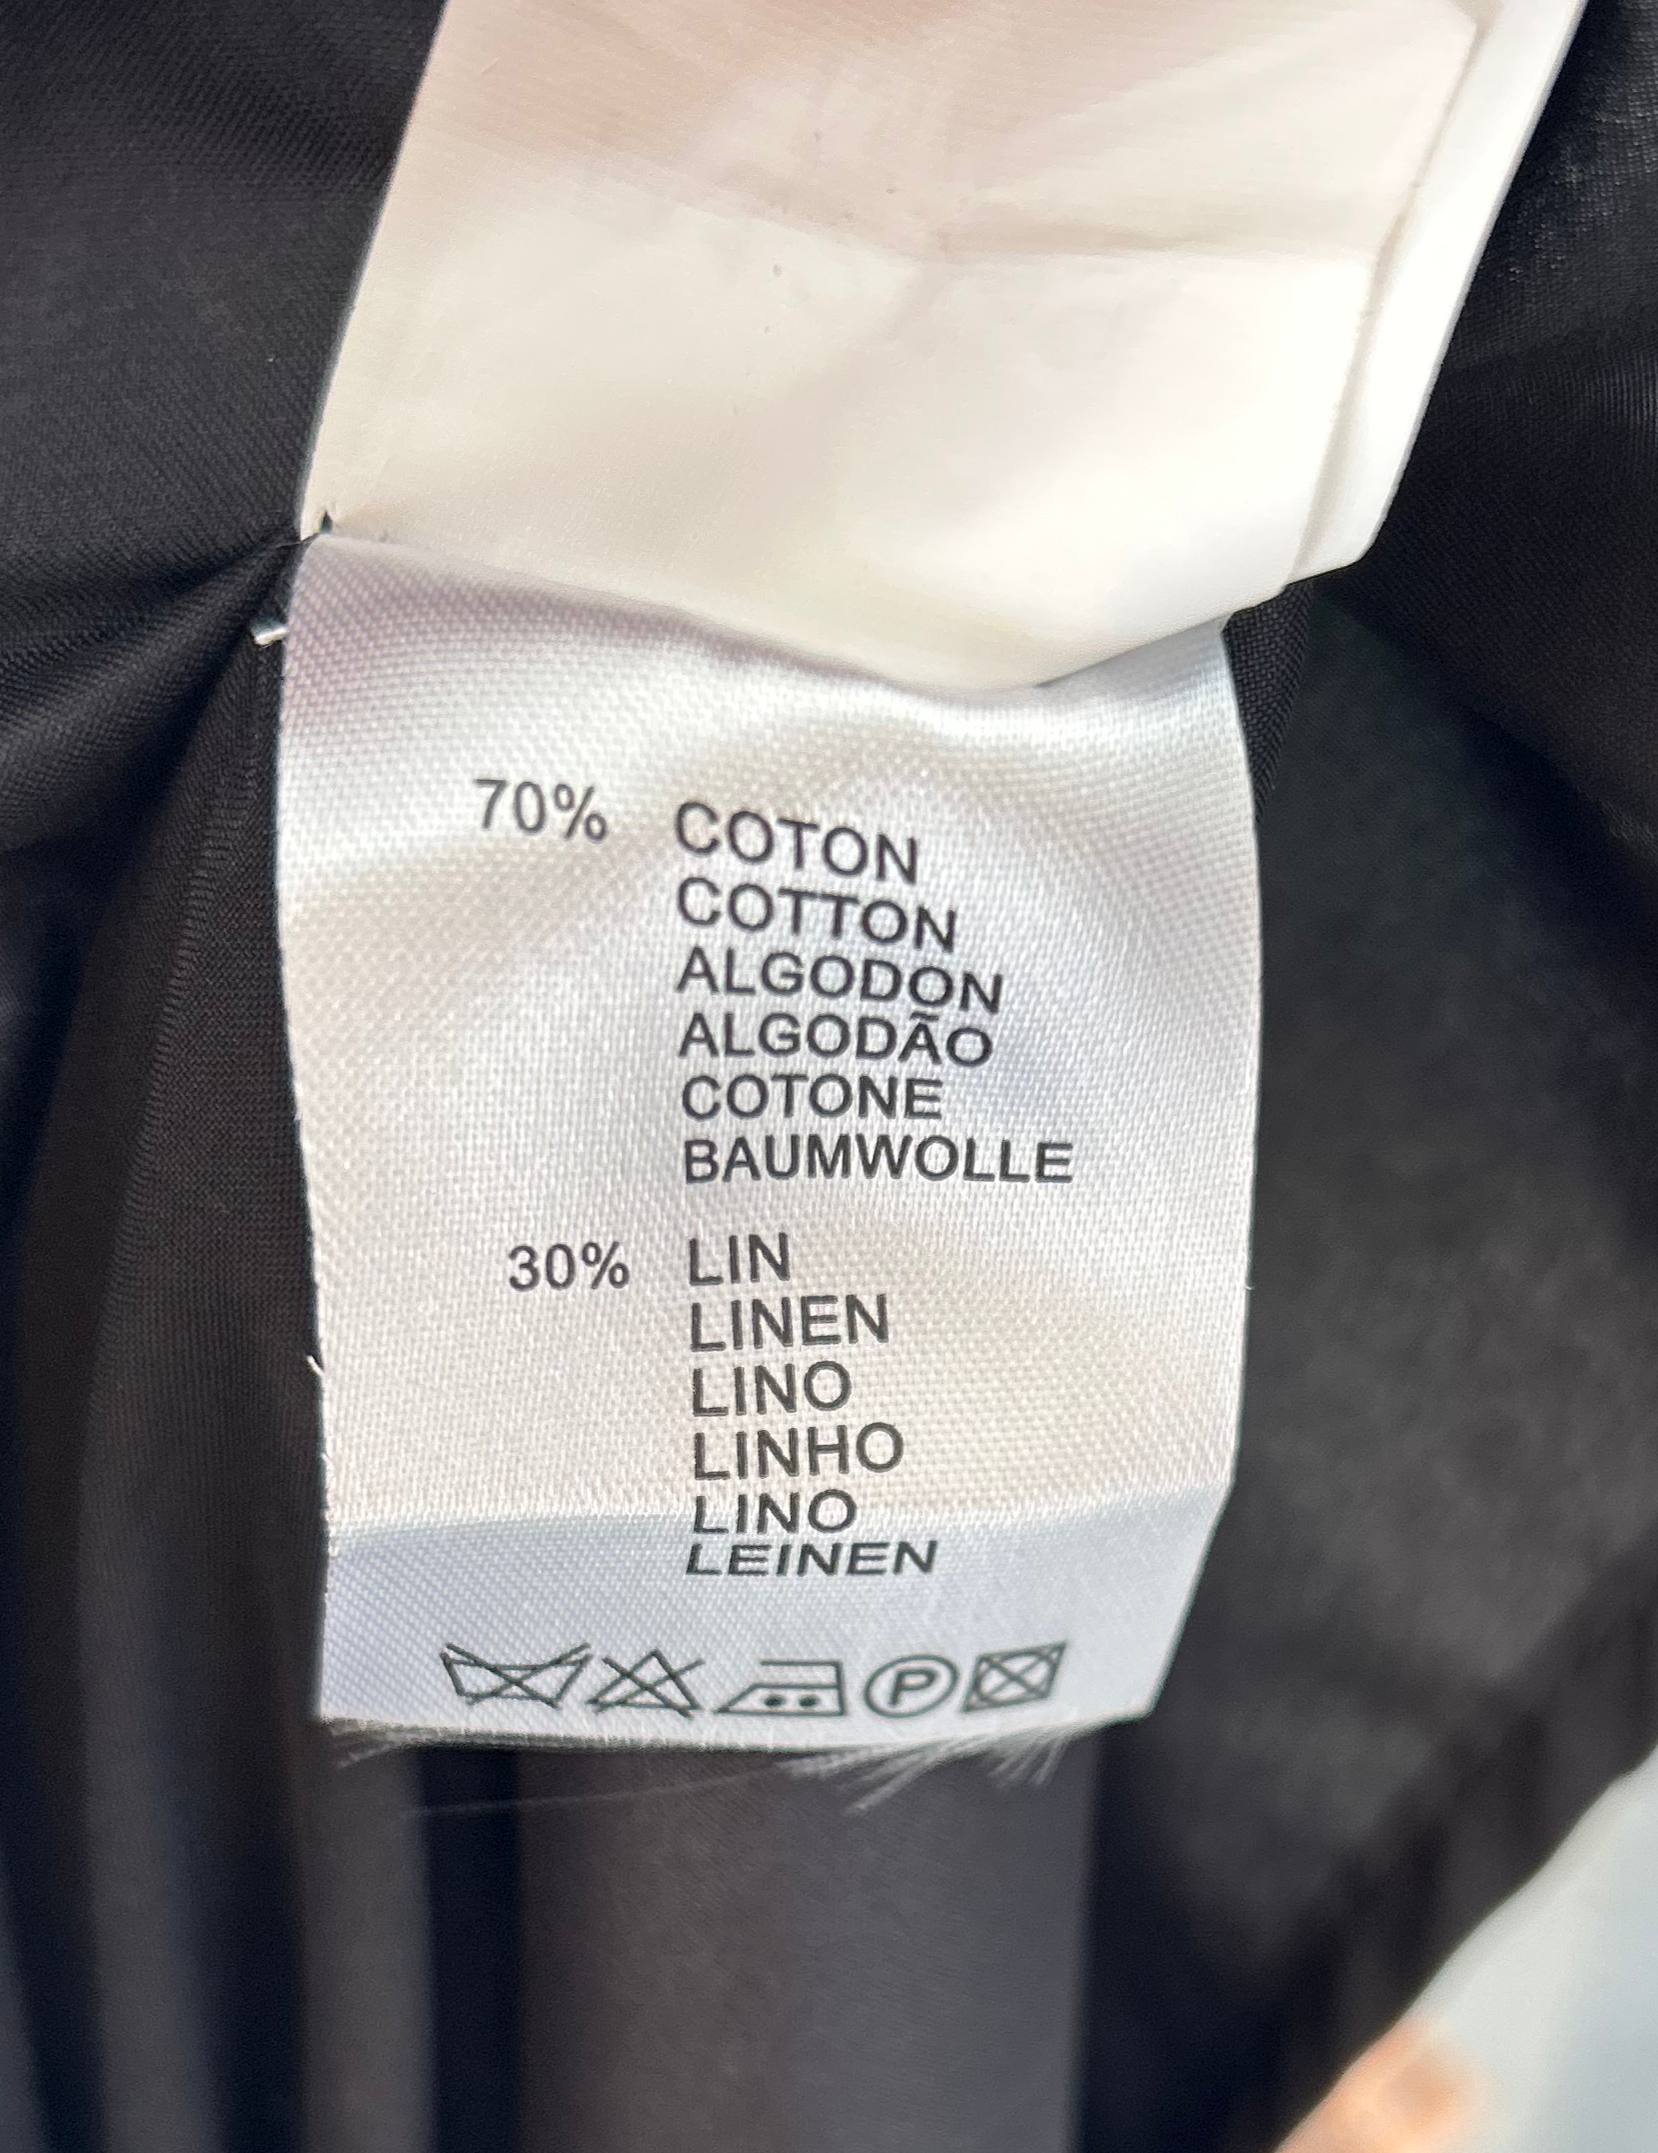 70% COTON
COTTON
ALGODON
ALGODÃO
COTONE
BAUMWOLLE
30% LIN
LINEN
LINO
LINHO
LINO
LEINEN
P